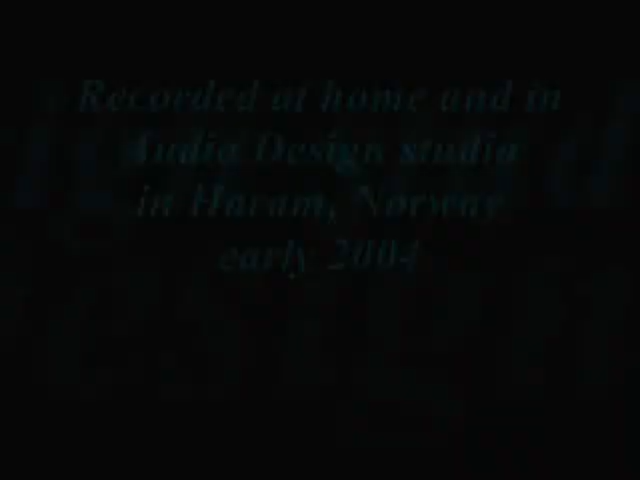 Recorded at home and in
Audio Design studio
in Haram, Norway
early 2004